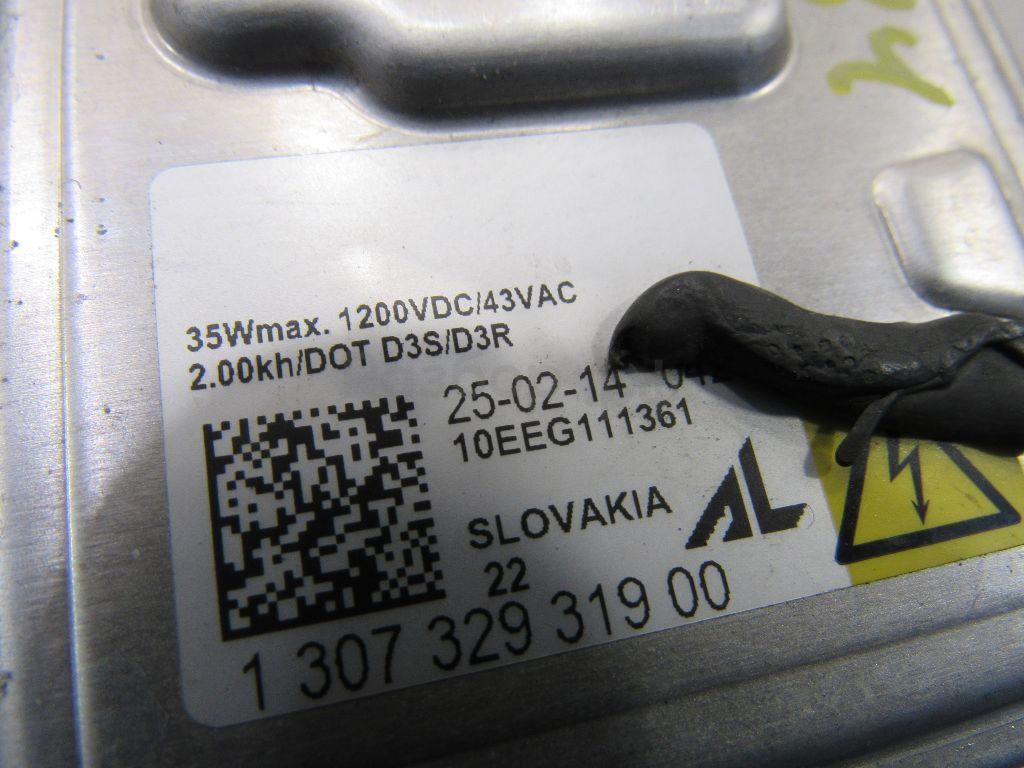 35Wmax. 1200VDC/43VAC
2.00kh/DOT D3S/D3R
25-02-14
10EEG111361
SLOVAKIA
AL
22
1 307 329 319 00